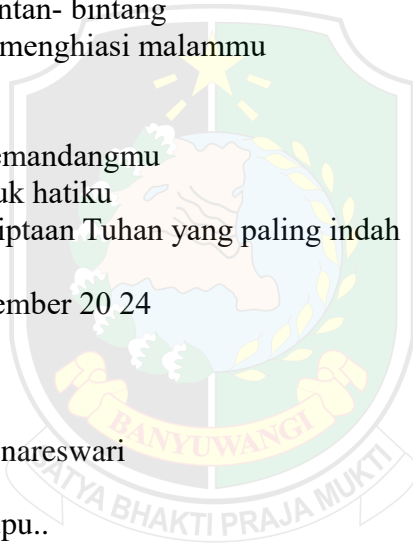 ntan- bintang
menghiasi malammu
emandangmu
uk hatiku
iptaan Tuhan yang paling indah
ember 20 24
BANYUWANGI
nareswari
SATYA BHAKTI PRAJA MUKTI
pu..